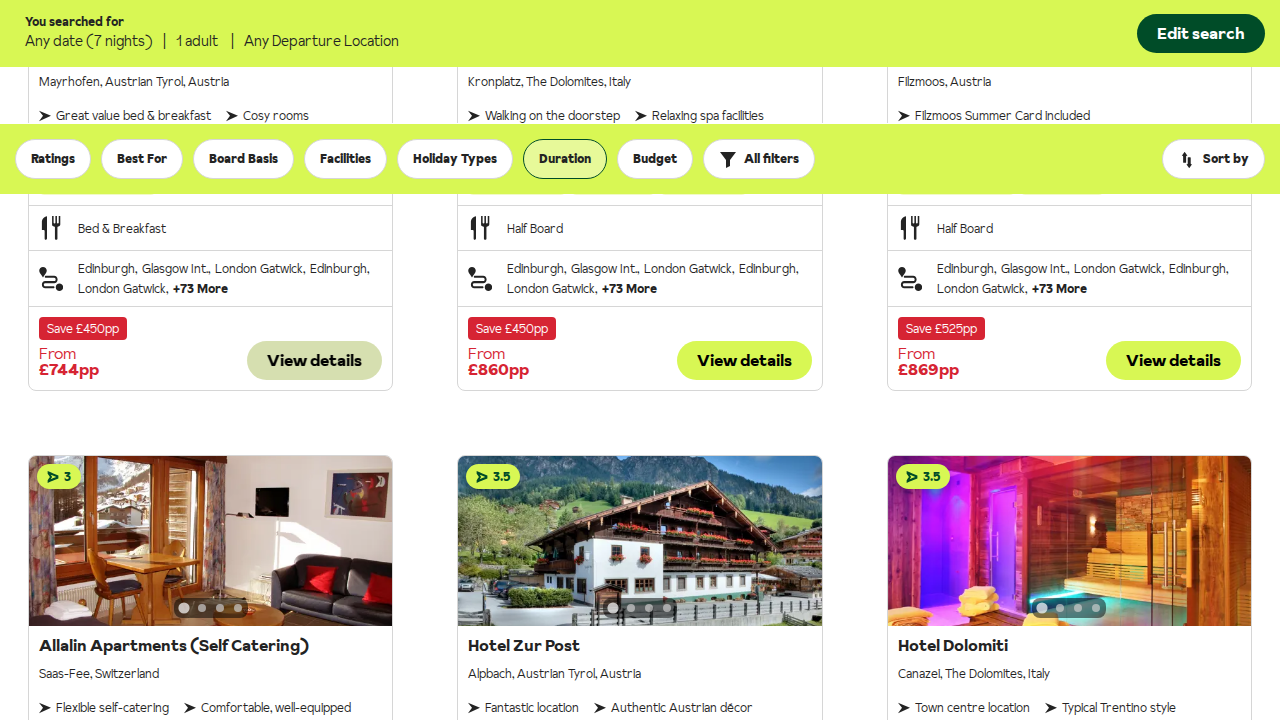 You searched for
Any date (7 nights) | 1 adult | Any Departure Location
Edit search
Mayrhofen, Austrian Tyrol, Austria
Great value bed & breakfast Cosy rooms
Kronplatz, The Dolomites, Italy
Walking on the doorstep Relaxing spa facilities
Filzmoos, Austria
Filzmoos Summer Card included
Ratings Best For Board Basis Facilities Holiday Types Duration Budget All filters Sort by
Bed & Breakfast
Edinburgh, Glasgow Int., London Gatwick, Edinburgh,
London Gatwick, +73 More
Save £450pp
From
£744pp
View details
Half Board
Edinburgh, Glasgow Int., London Gatwick, Edinburgh,
London Gatwick, +73 More
Save £450pp
From
£860pp
View details
Half Board
Edinburgh, Glasgow Int., London Gatwick, Edinburgh,
London Gatwick, +73 More
Save £525pp
From
£869pp
View details
3
Allalin Apartments (Self Catering)
Saas-Fee, Switzerland
Flexible self-catering Comfortable, well-equipped
3.5
Hotel Zur Post
Alpbach, Austrian Tyrol, Austria
Fantastic location Authentic Austrian décor
3.5
Hotel Dolomiti
Canazei, The Dolomites, Italy
Town centre location Typical Trentino style